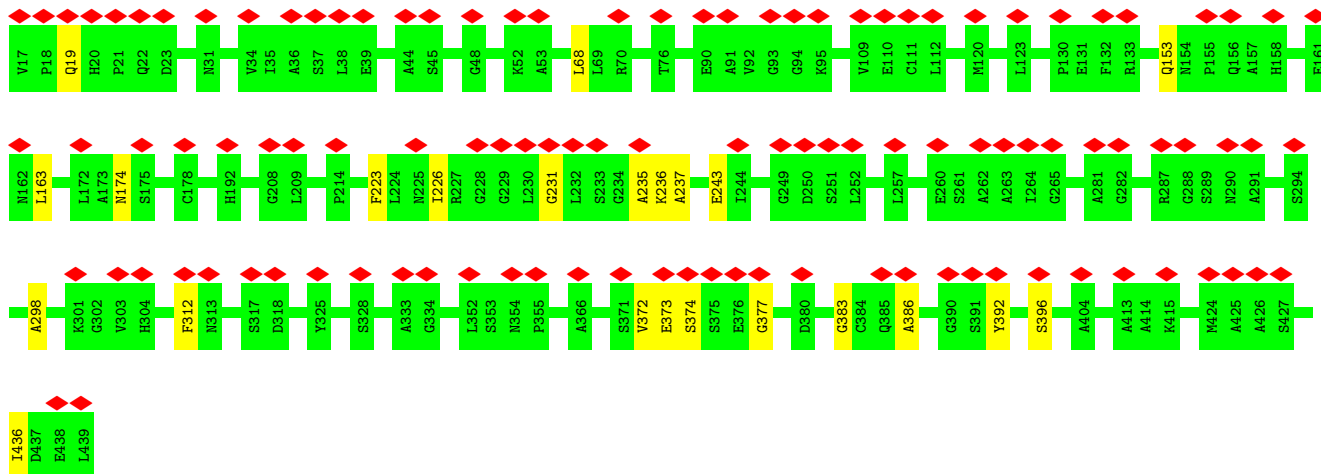 V17 P18 Q19 H20 P21 Q22 D23 N31 V34 I35 A36 S37 L38 E39 A44 S45 G48 K52 A53 L68 L69 R70 T76 E90 A91 V92 G93 G94 K95 V109 E110 C111 L112 M120 L123 P130 E131 F132 R133 Q153 N154 P155 Q156 A157 H158
N162 L163 L172 A173 N174 S175 C178 H192 G208 L209 P214 F223 L224 N225 I226 R227 G228 G229 L230 G231 L232 S233 G234 A235 K236 A237 E243 I244 G249 D250 S251 L252 L257 E260 S261 A262 A263 I264 G265 A281 G282 R287 G288 S289 N290 A291 S294
A298 K301 G302 V303 H304 F312 N313 S317 D318 Y325 S328 A333 G334 L352 S353 N354 P355 A366 S371 V372 E373 S374 S375 E376 G377 D380 G383 C384 Q385 A386 G390 S391 Y392 S396 A404 A413 A414 K415 M424 A425 A426 S427
I436 D437 E438 L439